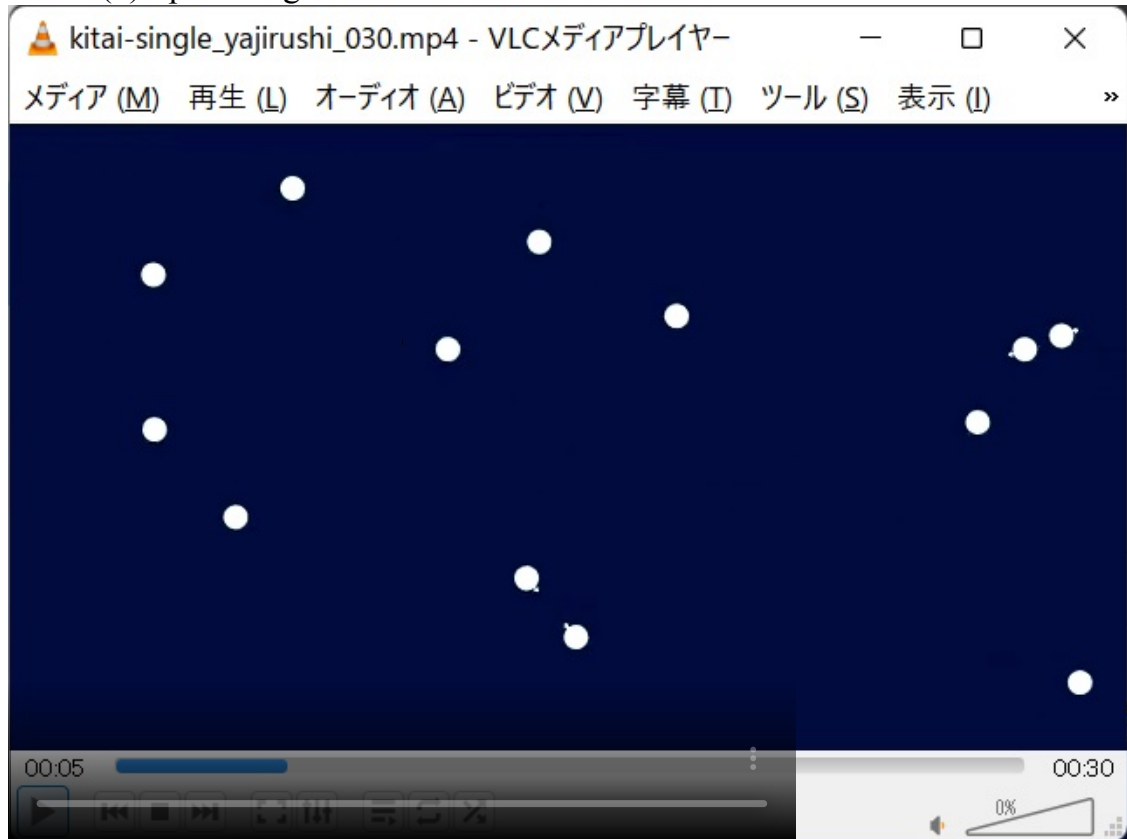 kitai-single_yajirushi_030.mp4 - VLCメディアプレイヤー
メディア (M) 再生 (L) オーディオ (A) ビデオ (V) 字幕 (T) ツール (S) 表示 (I) »
00:05 00:30
0%